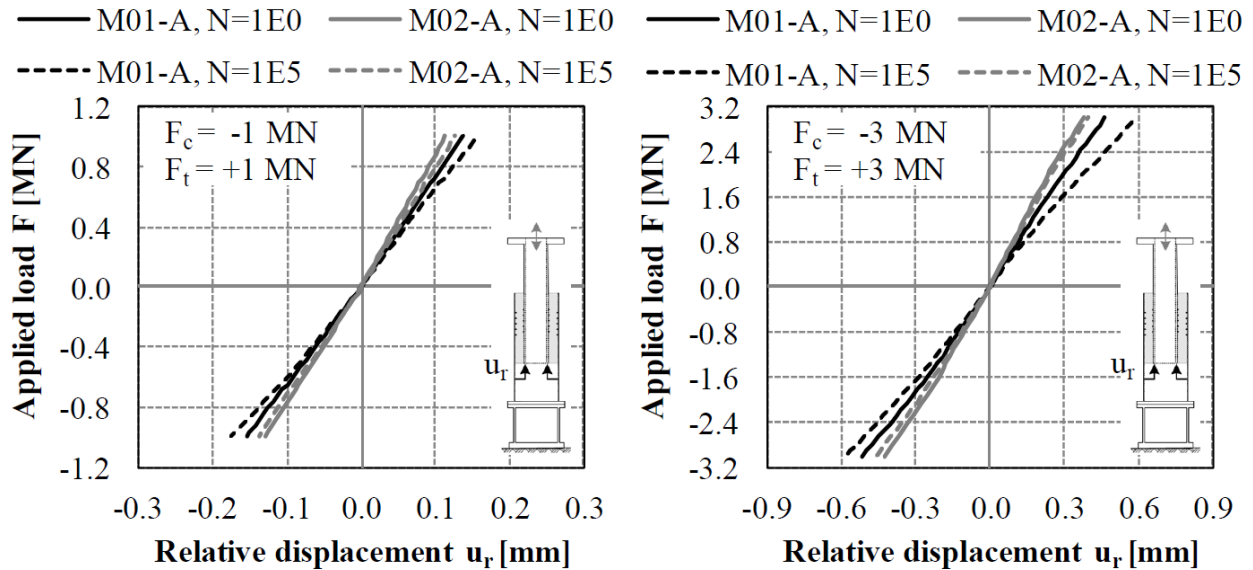 M01-A, N=1E0
M02-A, N=1E0
M01-A, N=1E5
M02-A, N=1E5
1.2
0.8
0.4
0.0
-0.4
-0.8
-1.2
Applied load F [MN]
F_c = -1 MN
F_t = +1 MN
u_r
-0.3 -0.2 -0.1 0.0 0.1 0.2 0.3
Relative displacement u_r [mm]
M01-A, N=1E0
M02-A, N=1E0
M01-A, N=1E5
M02-A, N=1E5
3.2
2.4
1.6
0.8
0.0
-0.8
-1.6
-2.4
-3.2
Applied load F [MN]
F_c = -3 MN
F_t = +3 MN
u_r
-0.9 -0.6 -0.3 0.0 0.3 0.6 0.9
Relative displacement u_r [mm]